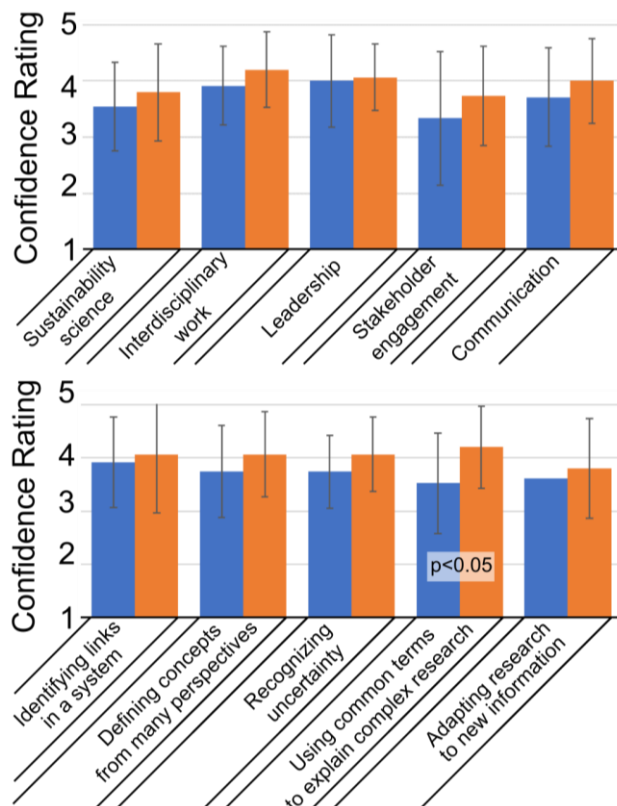 Confidence Rating
5
4
3
2
1
Sustainability
science
Interdisciplinary
work
Leadership
Stakeholder
engagement
Communication
Confidence Rating
5
4
3
2
1
p<0.05
Identifying links
in a system
Defining concepts
from many perspectives
Recognizing
uncertainty
Using common terms
to explain complex research
Adapting research
to new information